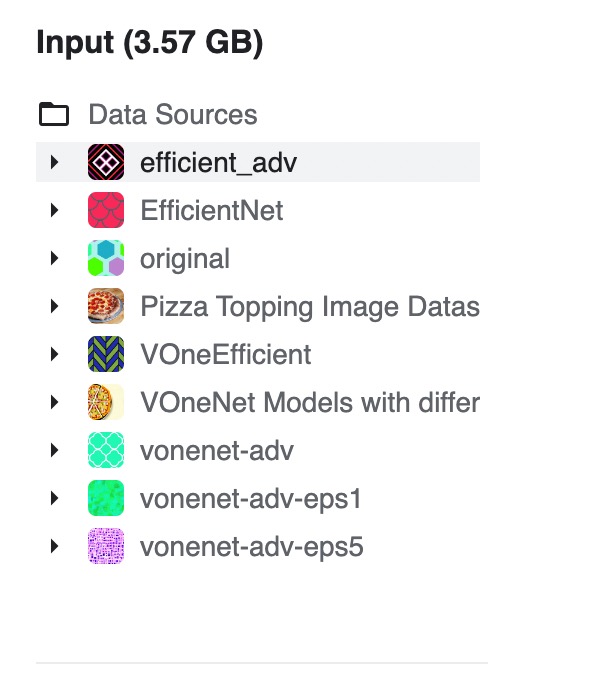 Input (3.57 GB)
Data Sources
efficient_adv
EfficientNet
original
Pizza Topping Image Datas
VOneEfficient
VOneNet Models with differ
vonenet-adv
vonenet-adv-eps1
vonenet-adv-eps5